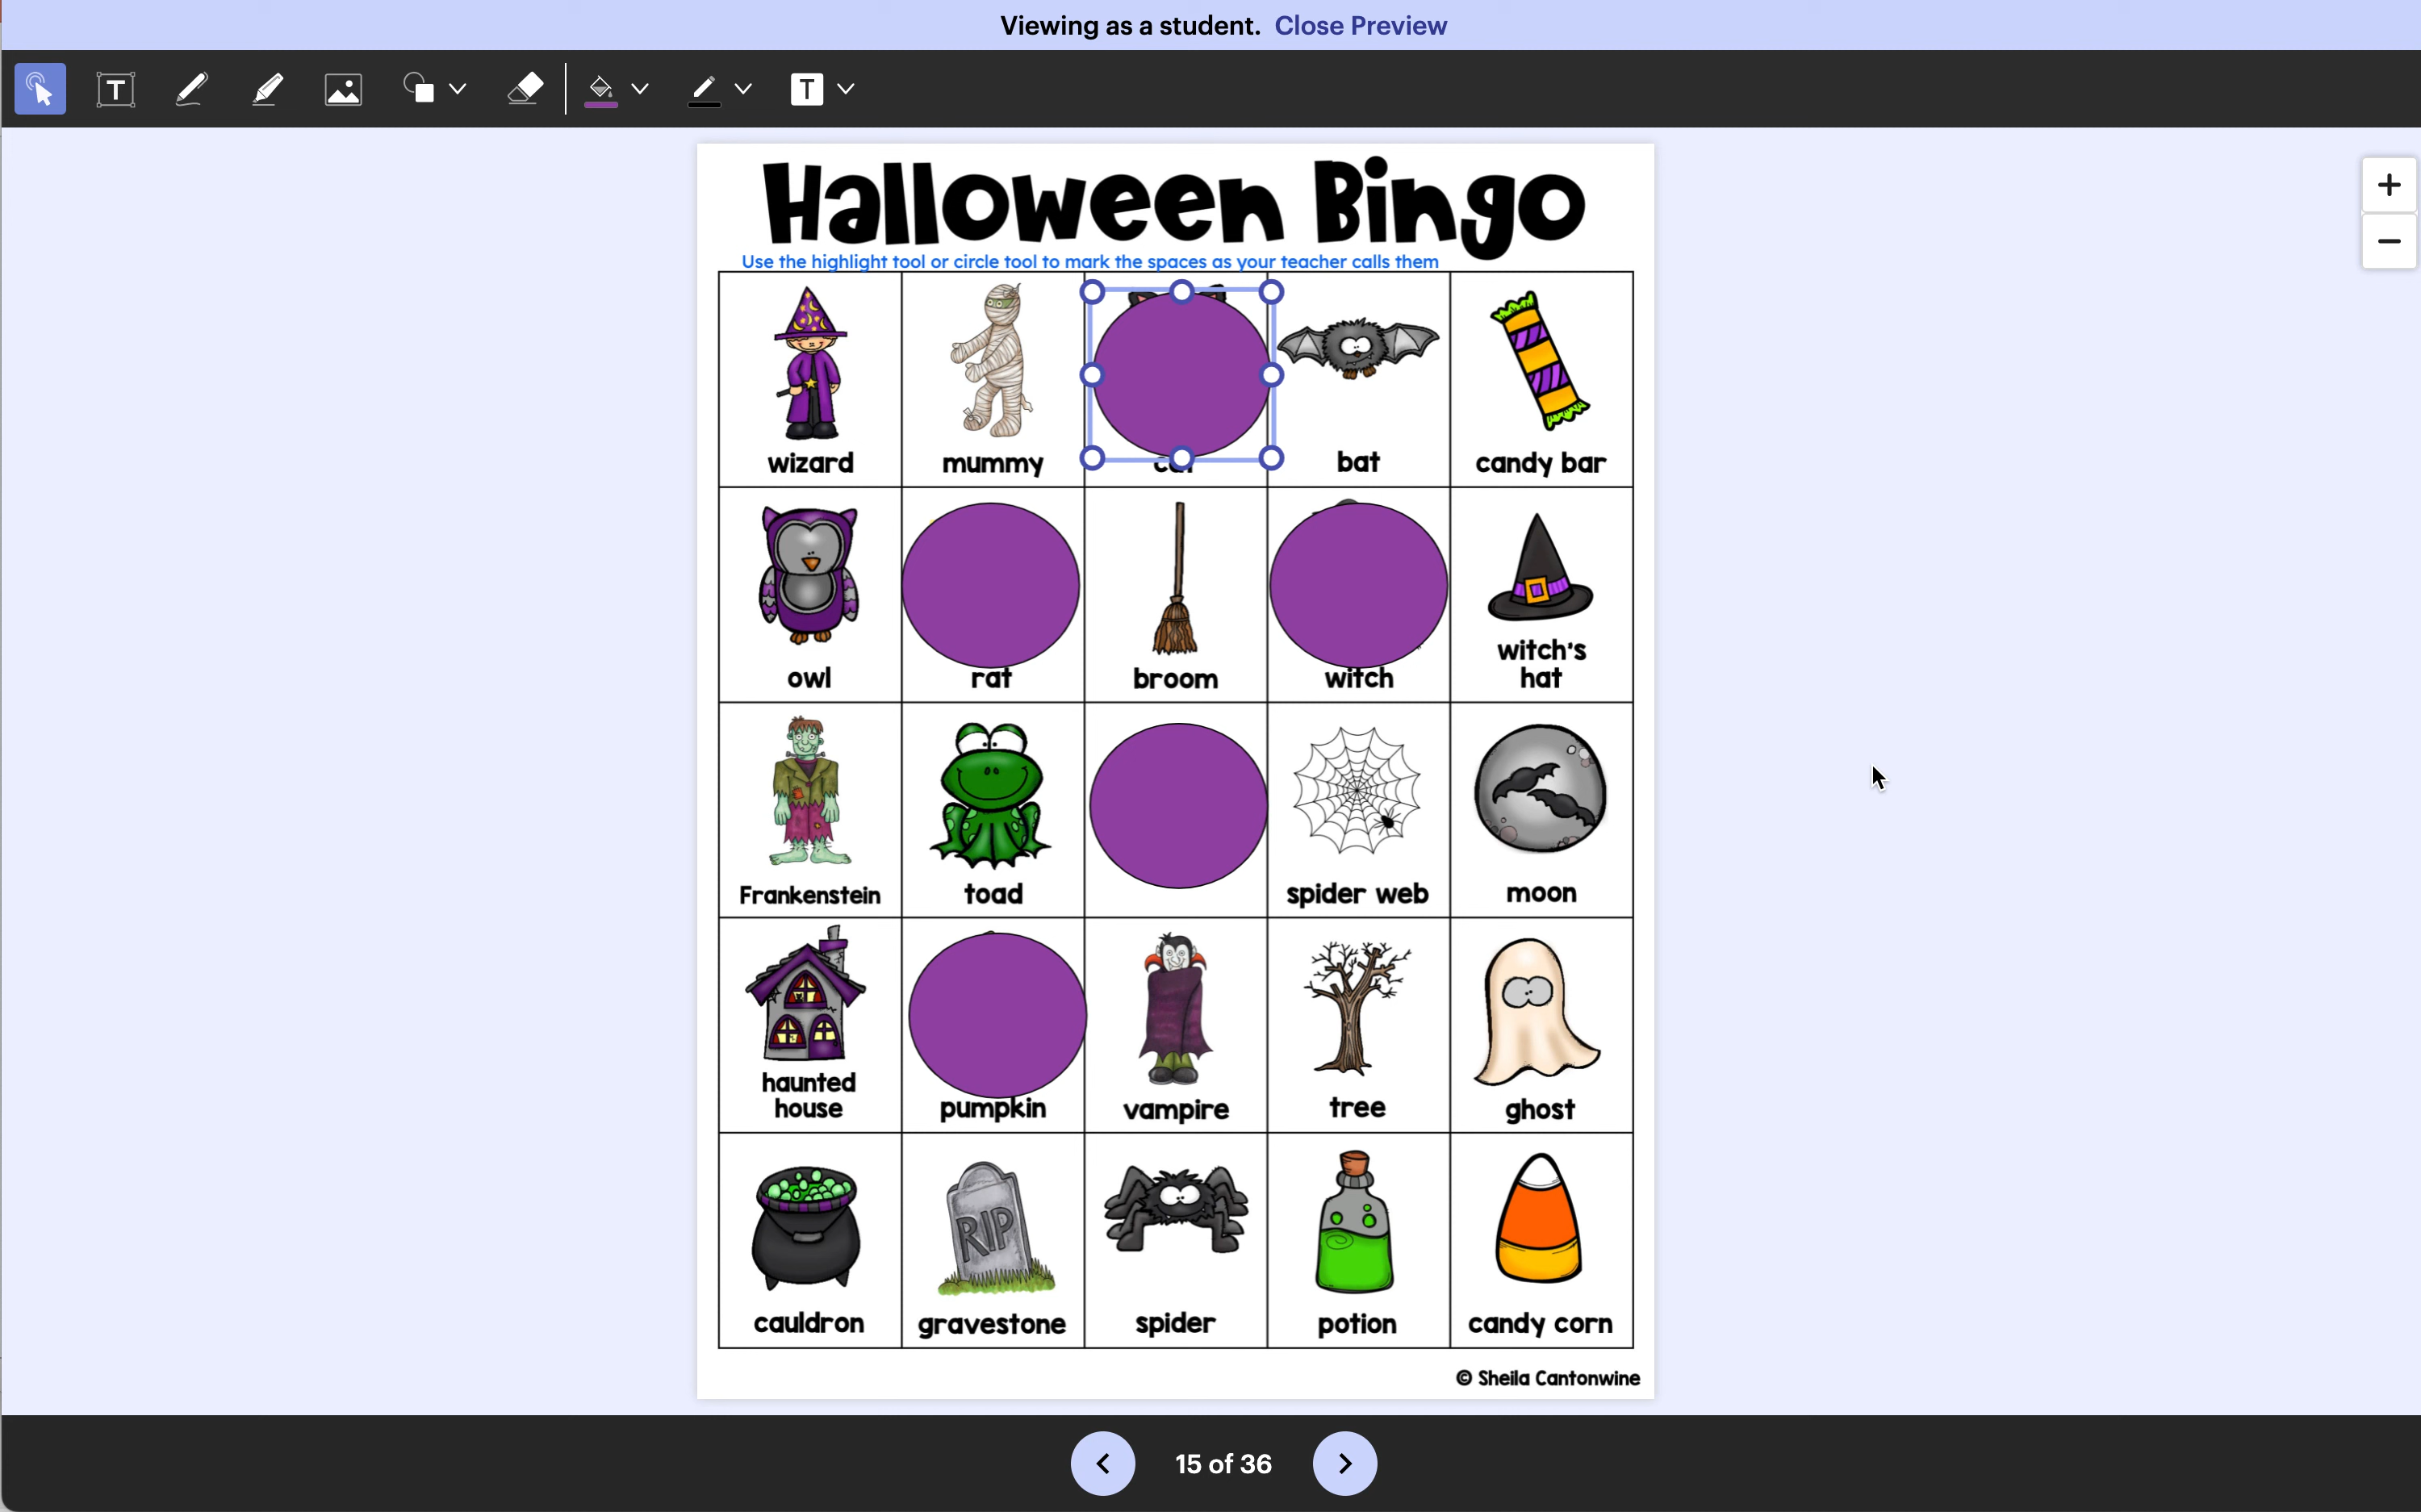 Viewing as a student. Close Preview
T
T
Halloween Bingo
Use the highlight tool or circle tool to mark the spaces as your teacher calls them
wizard mummy bat candy bar
owl rat broom witch witch's
hat
Frankenstein toad spider web moon
haunted
house pumpkin vampire tree ghost
RIP
cauldron gravestone spider potion candy corn
© Sheila Cantonwine
15 of 36